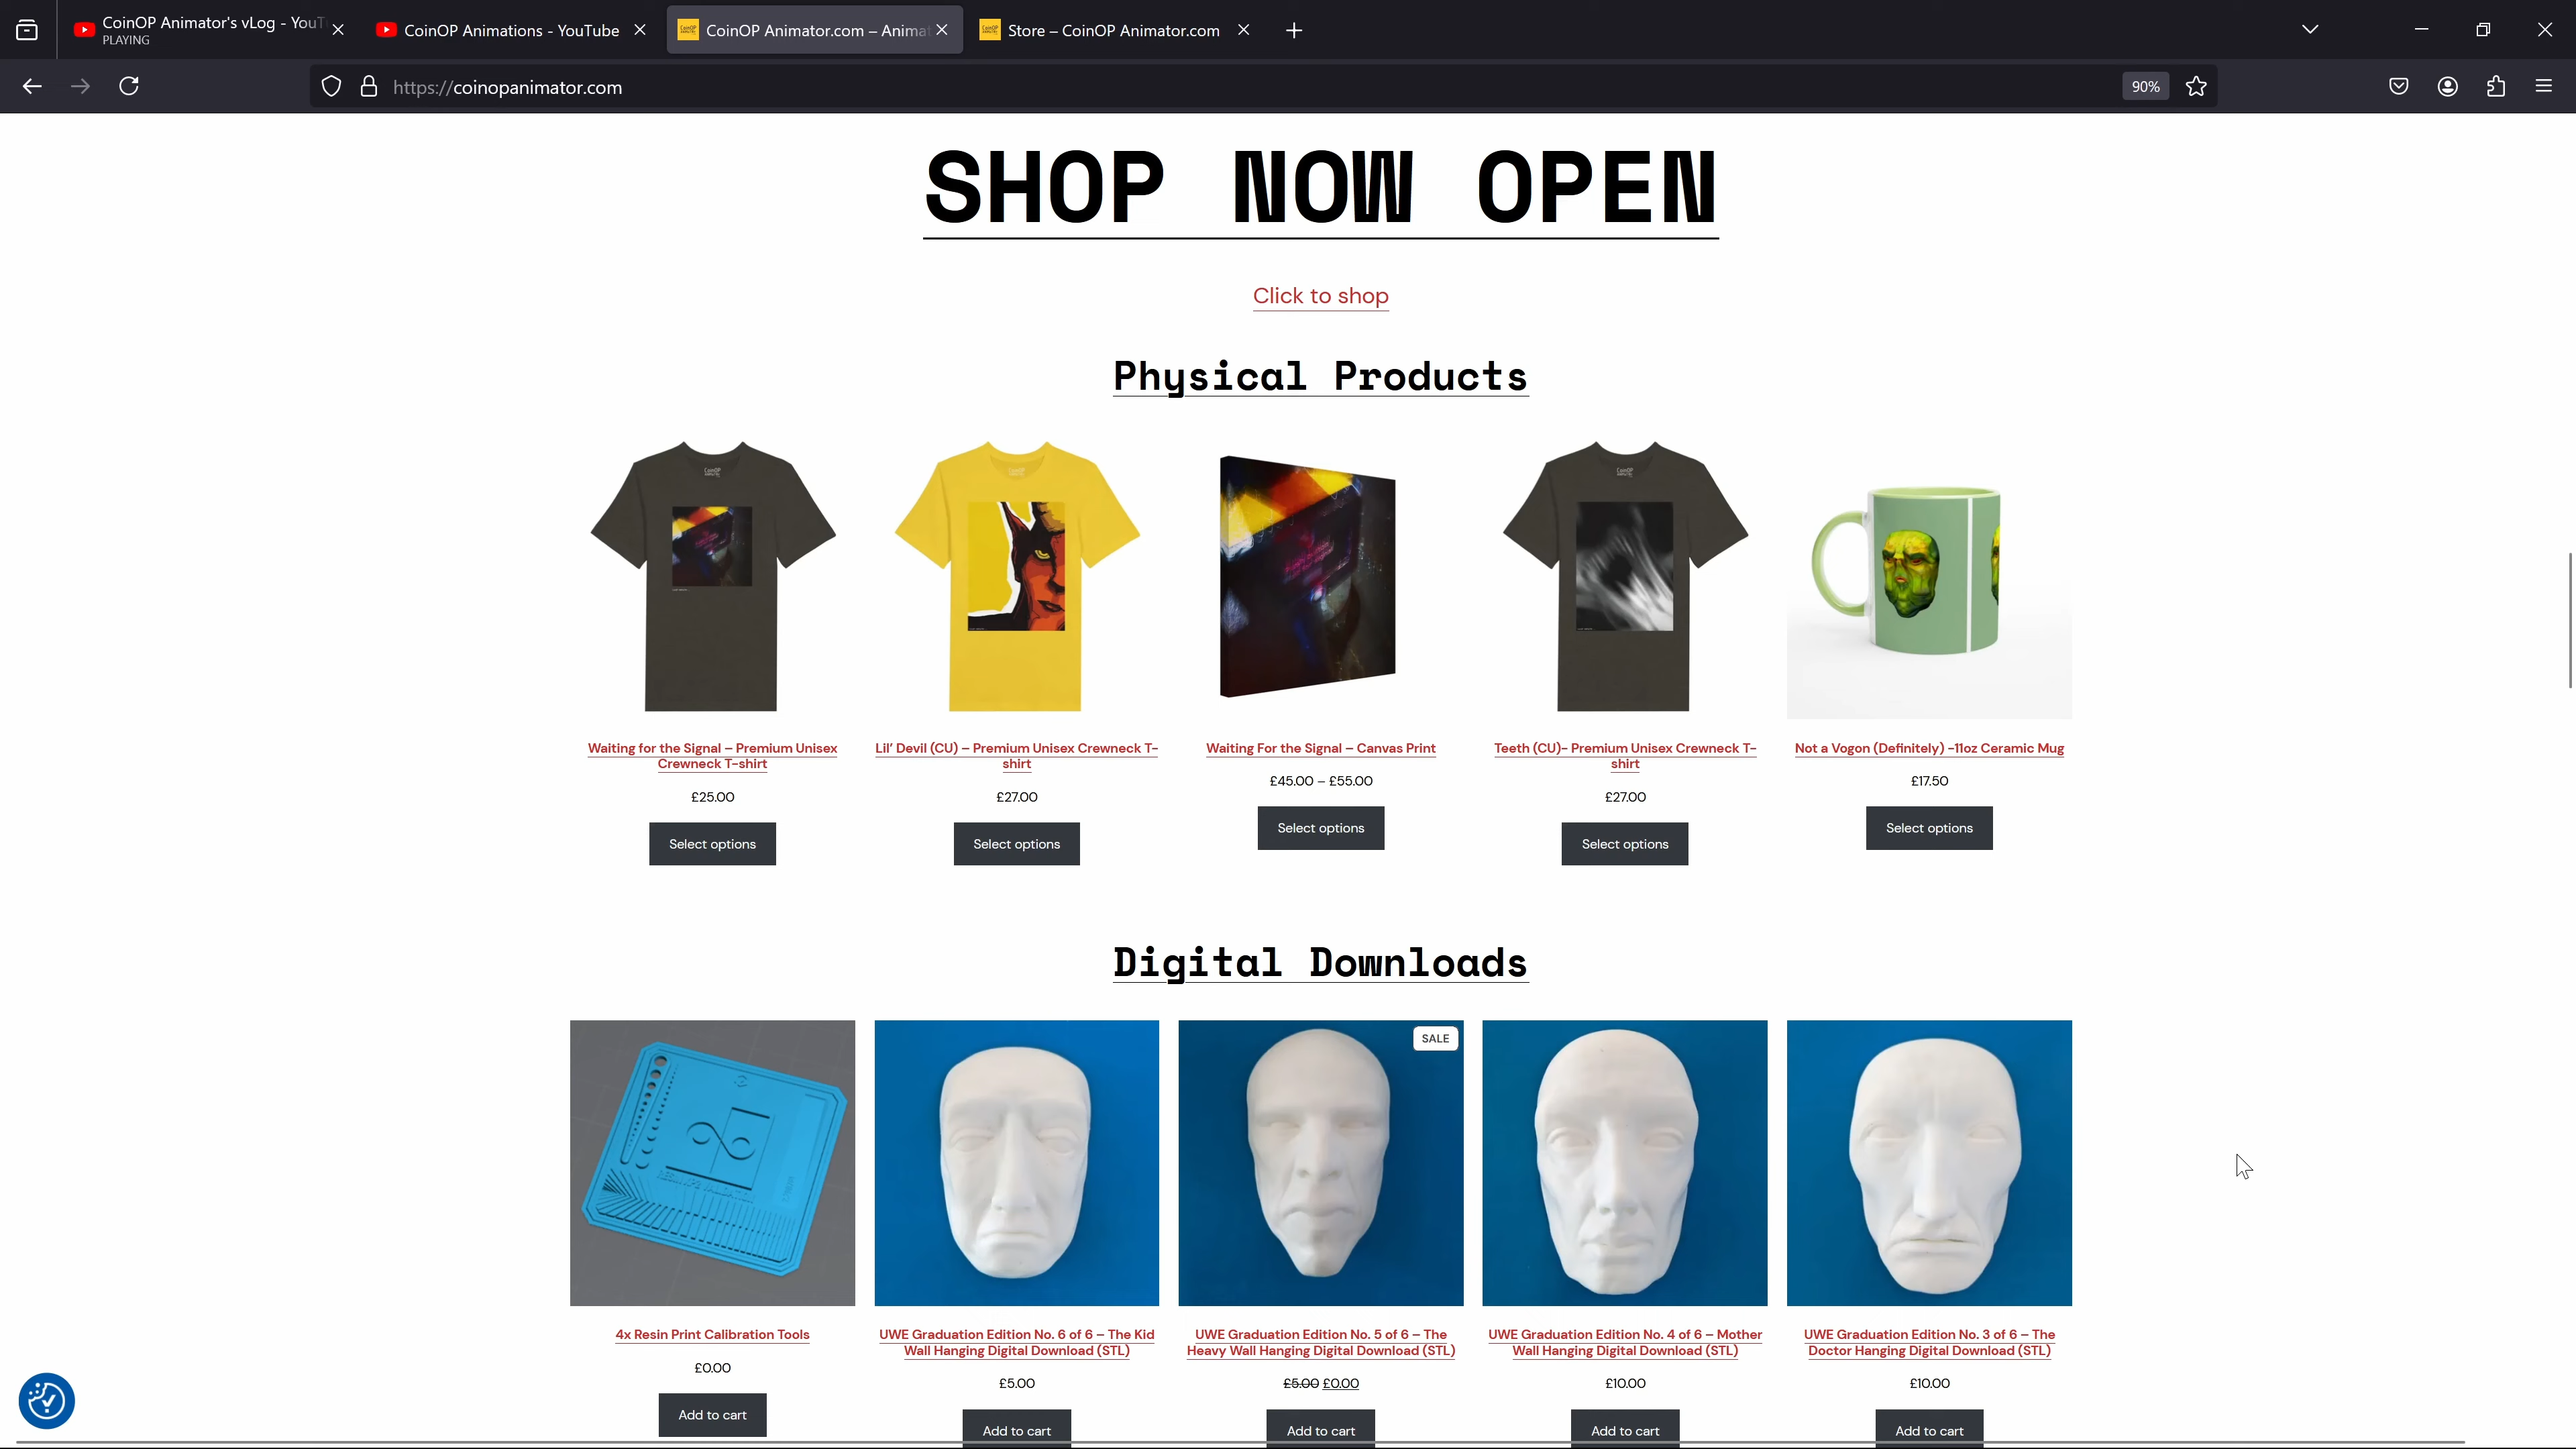 CoinOP Animator's vLog - YouT
PLAYING
CoinOP Animations - YouTube
CoinOP Animator.com – Animat
Store – CoinOP Animator.com
https://coinopanimator.com
90%
SHOP NOW OPEN
Click to shop
Physical Products
Waiting for the Signal – Premium Unisex
Crewneck T-shirt
£25.00
Select options
Lil' Devil (CU) – Premium Unisex Crewneck T-
shirt
£27.00
Select options
Waiting For the Signal – Canvas Print
£45.00 – £55.00
Select options
Teeth (CU)- Premium Unisex Crewneck T-
shirt
£27.00
Select options
Not a Vogon (Definitely) -11oz Ceramic Mug
£17.50
Select options
Digital Downloads
SALE
4x Resin Print Calibration Tools
£0.00
Add to cart
UWE Graduation Edition No. 6 of 6 – The Kid
Wall Hanging Digital Download (STL)
£5.00
Add to cart
UWE Graduation Edition No. 5 of 6 – The
Heavy Wall Hanging Digital Download (STL)
£5.00 £0.00
Add to cart
UWE Graduation Edition No. 4 of 6 – Mother
Wall Hanging Digital Download (STL)
£10.00
Add to cart
UWE Graduation Edition No. 3 of 6 – The
Doctor Hanging Digital Download (STL)
£10.00
Add to cart